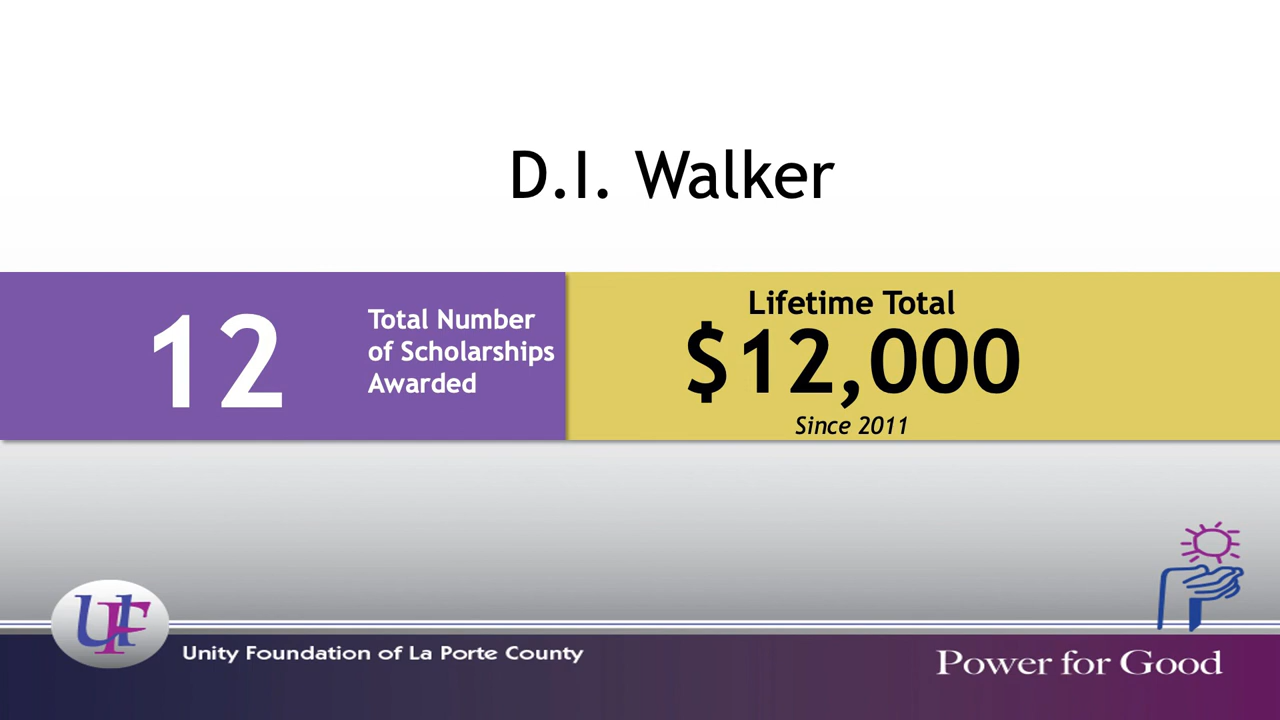 D.I. Walker
12
Total Number
of Scholarships
Awarded
Lifetime Total
$12,000
Since 2011
UF
Unity Foundation of La Porte County
Power for Good